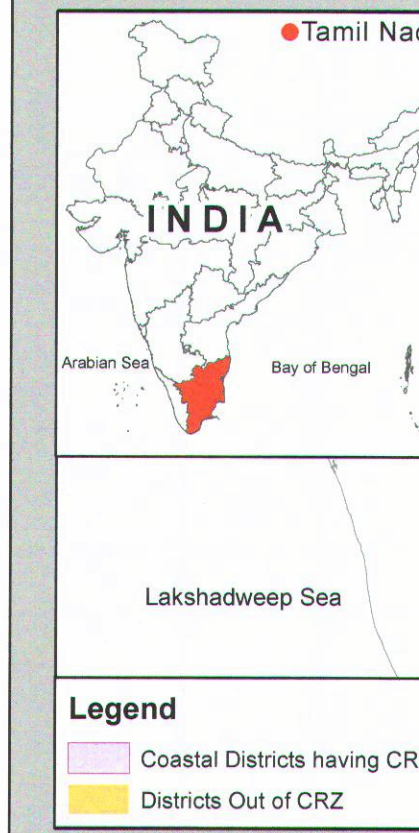 Tamil Nad
INDIA
Arabian Sea
Bay of Bengal
Lakshadweep Sea
Legend
Coastal Districts having CR
Districts Out of CRZ